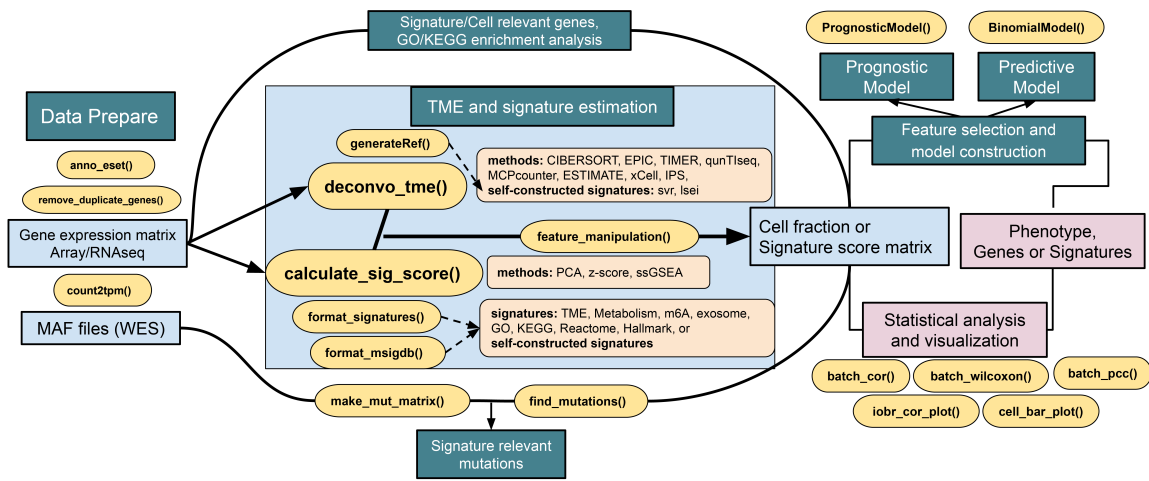 Signature/Cell relevant genes,
GO/KEGG enrichment analysis
PrognosticModel()
BinomialModel()
Prognostic
Model
Predictive
Model
Data Prepare
TME and signature estimation
Feature selection and
model construction
anno_eset()
remove_duplicate_genes()
Gene expression matrix
Array/RNAseq
count2tpm()
MAF files (WES)
generateRef()
methods: CIBERSORT, EPIC, TIMER, qunTIseq,
MCPcounter, ESTIMATE, xCell, IPS,
self-constructed signatures: svr, lsei
deconvo_tme()
feature_manipulation()
Cell fraction or
Signature score matrix
Phenotype,
Genes or Signatures
calculate_sig_score()
methods: PCA, z-score, ssGSEA
format_signatures()
format_msigdb()
signatures: TME, Metabolism, m6A, exosome,
GO, KEGG, Reactome, Hallmark, or
self-constructed signatures
Statistical analysis
and visualization
batch_cor()
batch_wilcoxon()
batch_pcc()
iobr_cor_plot()
cell_bar_plot()
make_mut_matrix()
find_mutations()
Signature relevant
mutations